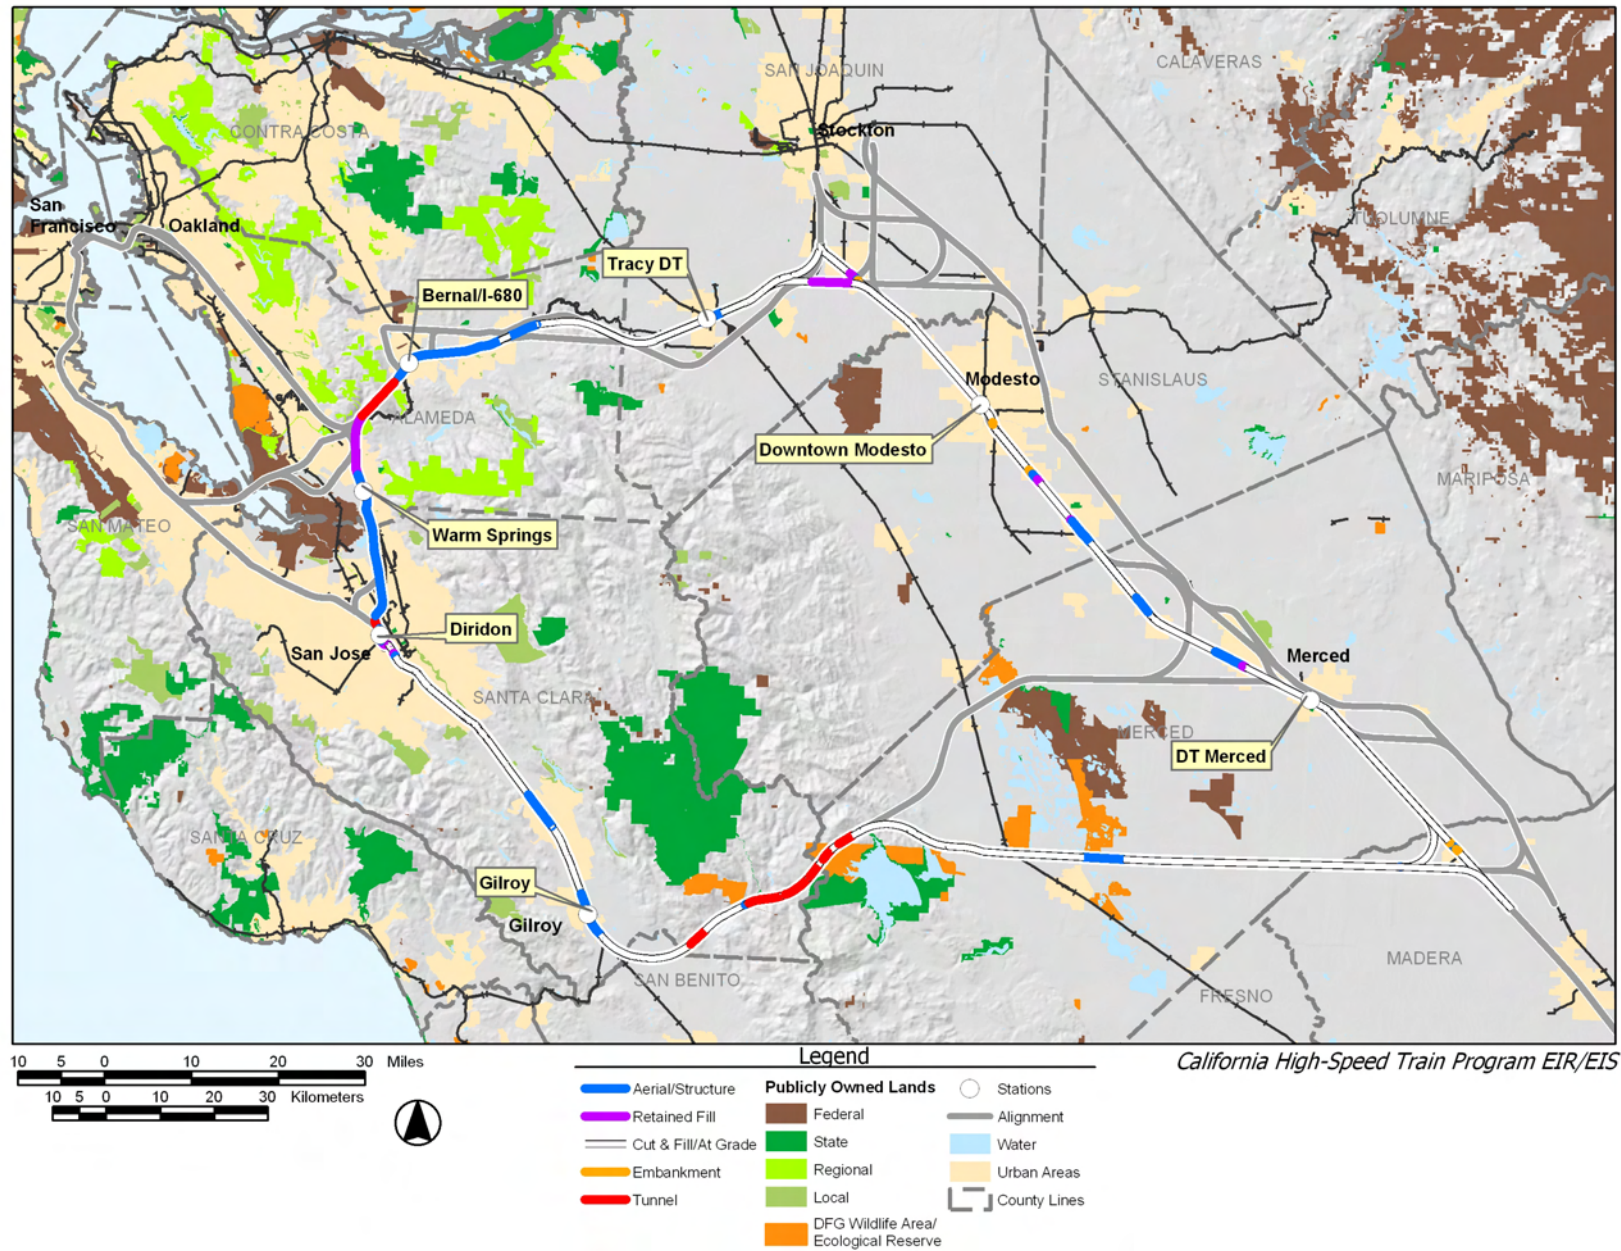 CALAVERAS
SAN JOAQUIN
CONTRA COSTA
Stockton
San
Francisco
Oakland
TUOLUMNE
Tracy DT
Bernal/I-680
Modesto
STANISLAUS
ALAMEDA
Downtown Modesto
MARIPOSA
SAN MATEO
Warm Springs
Diridon
San Jose
Merced
SANTA CLARA
MERCED
DT Merced
SANTA CRUZ
Gilroy
Gilroy
MADERA
SAN BENITO
FRESNO
10 5 0 10 20 30 Miles
10 5 0 10 20 30 Kilometers
California High-Speed Train Program EIR/EIS
Legend
Aerial/Structure
Retained Fill
Cut & Fill/At Grade
Embankment
Tunnel
Publicly Owned Lands
Federal
State
Regional
Local
DFG Wildlife Area/
Ecological Reserve
Stations
Alignment
Water
Urban Areas
County Lines